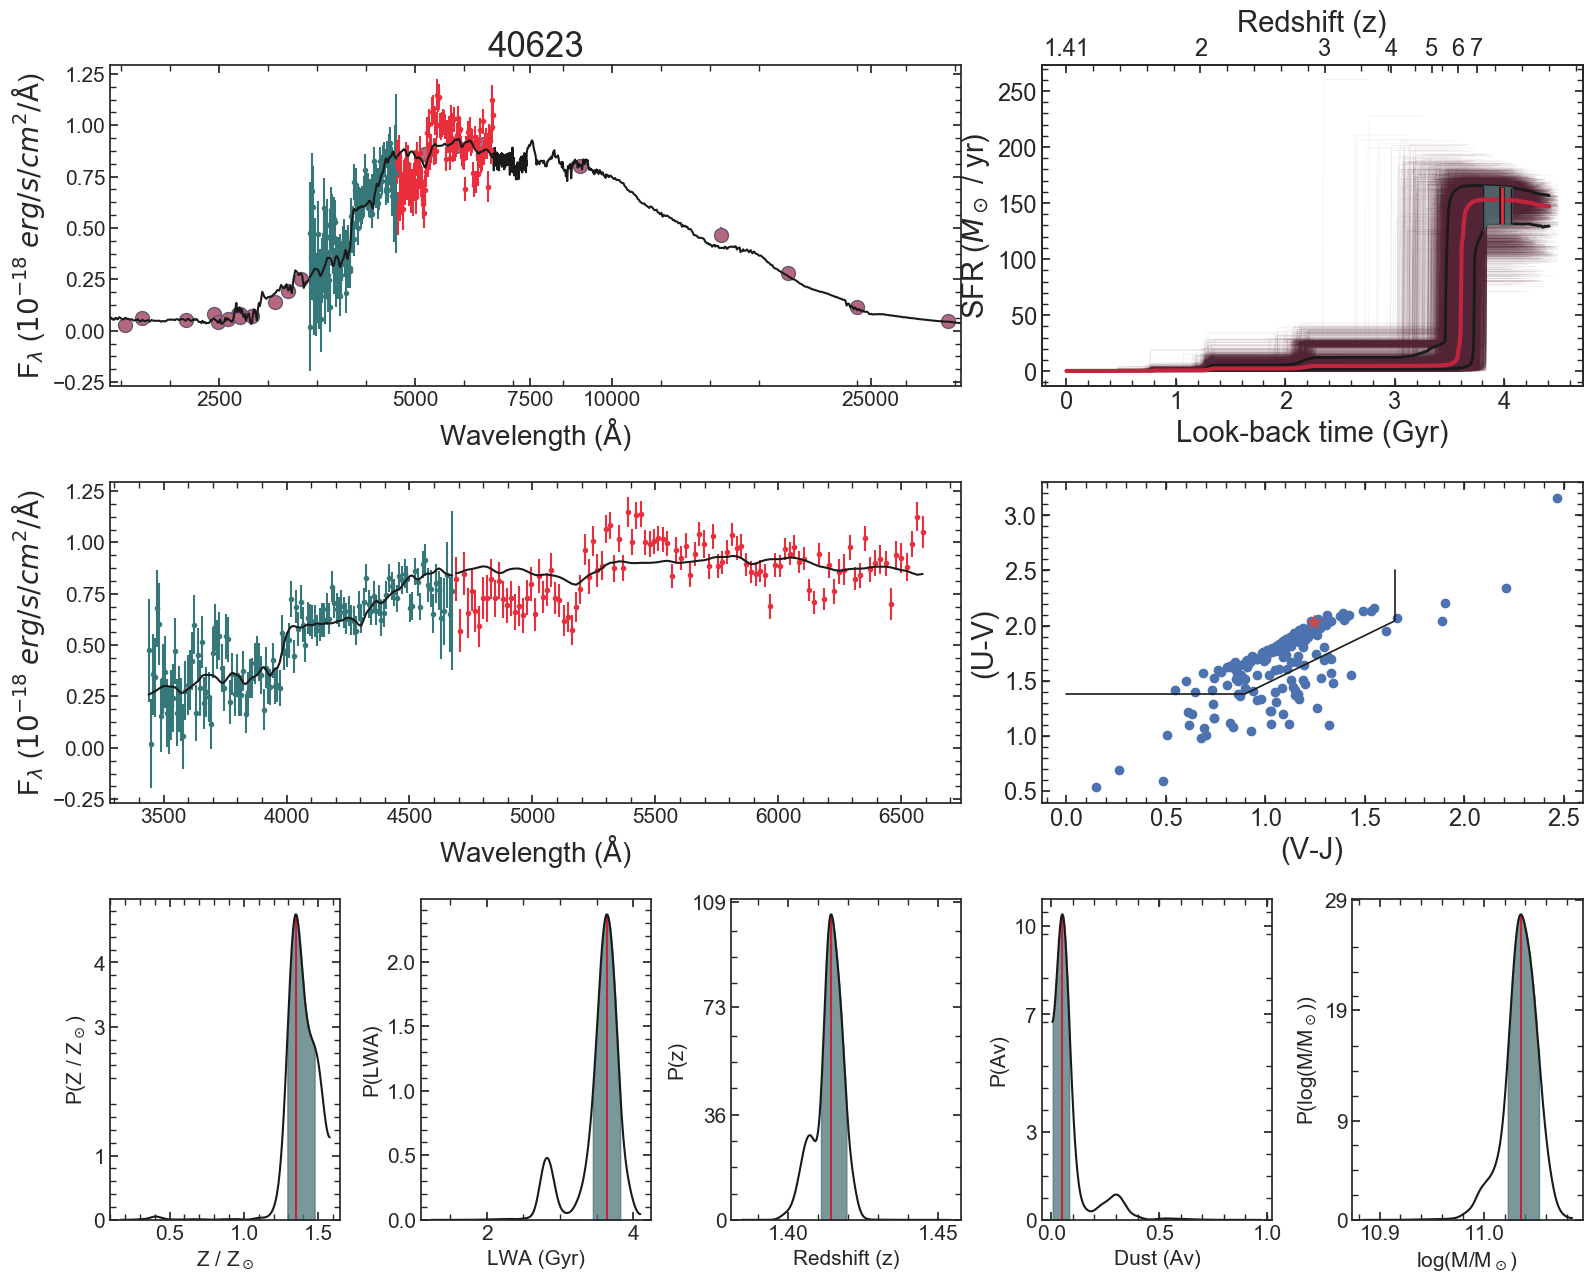 40623
F_λ (10^−18 erg/s/cm^2/Å)
1.25
1.00
0.75
0.50
0.25
0.00
−0.25
2500 5000 7500 10000 25000
Wavelength (Å)
Redshift (z)
1.41 2 3 4 5 6 7
SFR (M_⊙ / yr)
250
200
150
100
50
0
0 1 2 3 4
Look-back time (Gyr)
F_λ (10^−18 erg/s/cm^2/Å)
1.25
1.00
0.75
0.50
0.25
0.00
−0.25
3500 4000 4500 5000 5500 6000 6500
Wavelength (Å)
(U-V)
3.0
2.5
2.0
1.5
1.0
0.5
0.0 0.5 1.0 1.5 2.0 2.5
(V-J)
P(Z / Z_⊙)
4
3
1
0
0.5 1.0 1.5
Z / Z_⊙
P(LWA)
2.0
1.5
1.0
0.5
0.0
2 4
LWA (Gyr)
P(z)
109
73
36
0
1.40 1.45
Redshift (z)
P(Av)
10
7
3
0
0.0 0.5 1.0
Dust (Av)
P(log(M/M_⊙))
29
19
9
0
10.9 11.0
log(M/M_⊙)